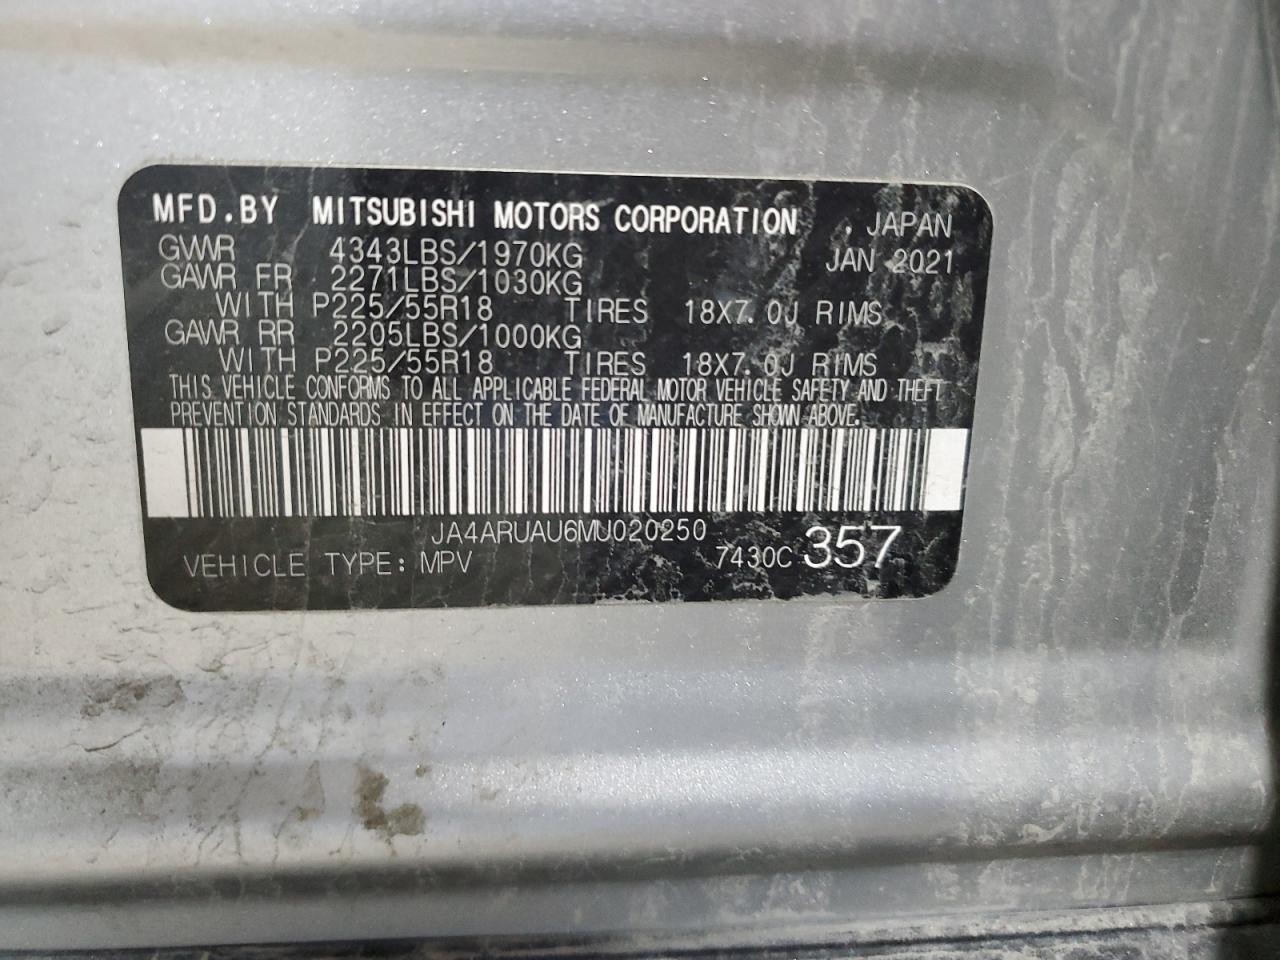 MFD.BY MITSUBISHI MOTORS CORPORATION . JAPAN
GVWR 4343LBS/1970KG JAN 2021
GAWR FR 2271LBS/1030KG
WITH P225/55R18 TIRES 18X7.0J RIMS
GAWR RR 2205LBS/1000KG
WITH P225/55R18 TIRES 18X7.0J RIMS
THIS VEHICLE CONFORMS TO ALL APPLICABLE FEDERAL MOTOR VEHICLE SAFETY AND THEFT
PREVENTION STANDARDS IN EFFECT ON THE DATE OF MANUFACTURE SHOWN ABOVE.
JA4ARUAU6MU020250
VEHICLE TYPE: MPV 7430C 357